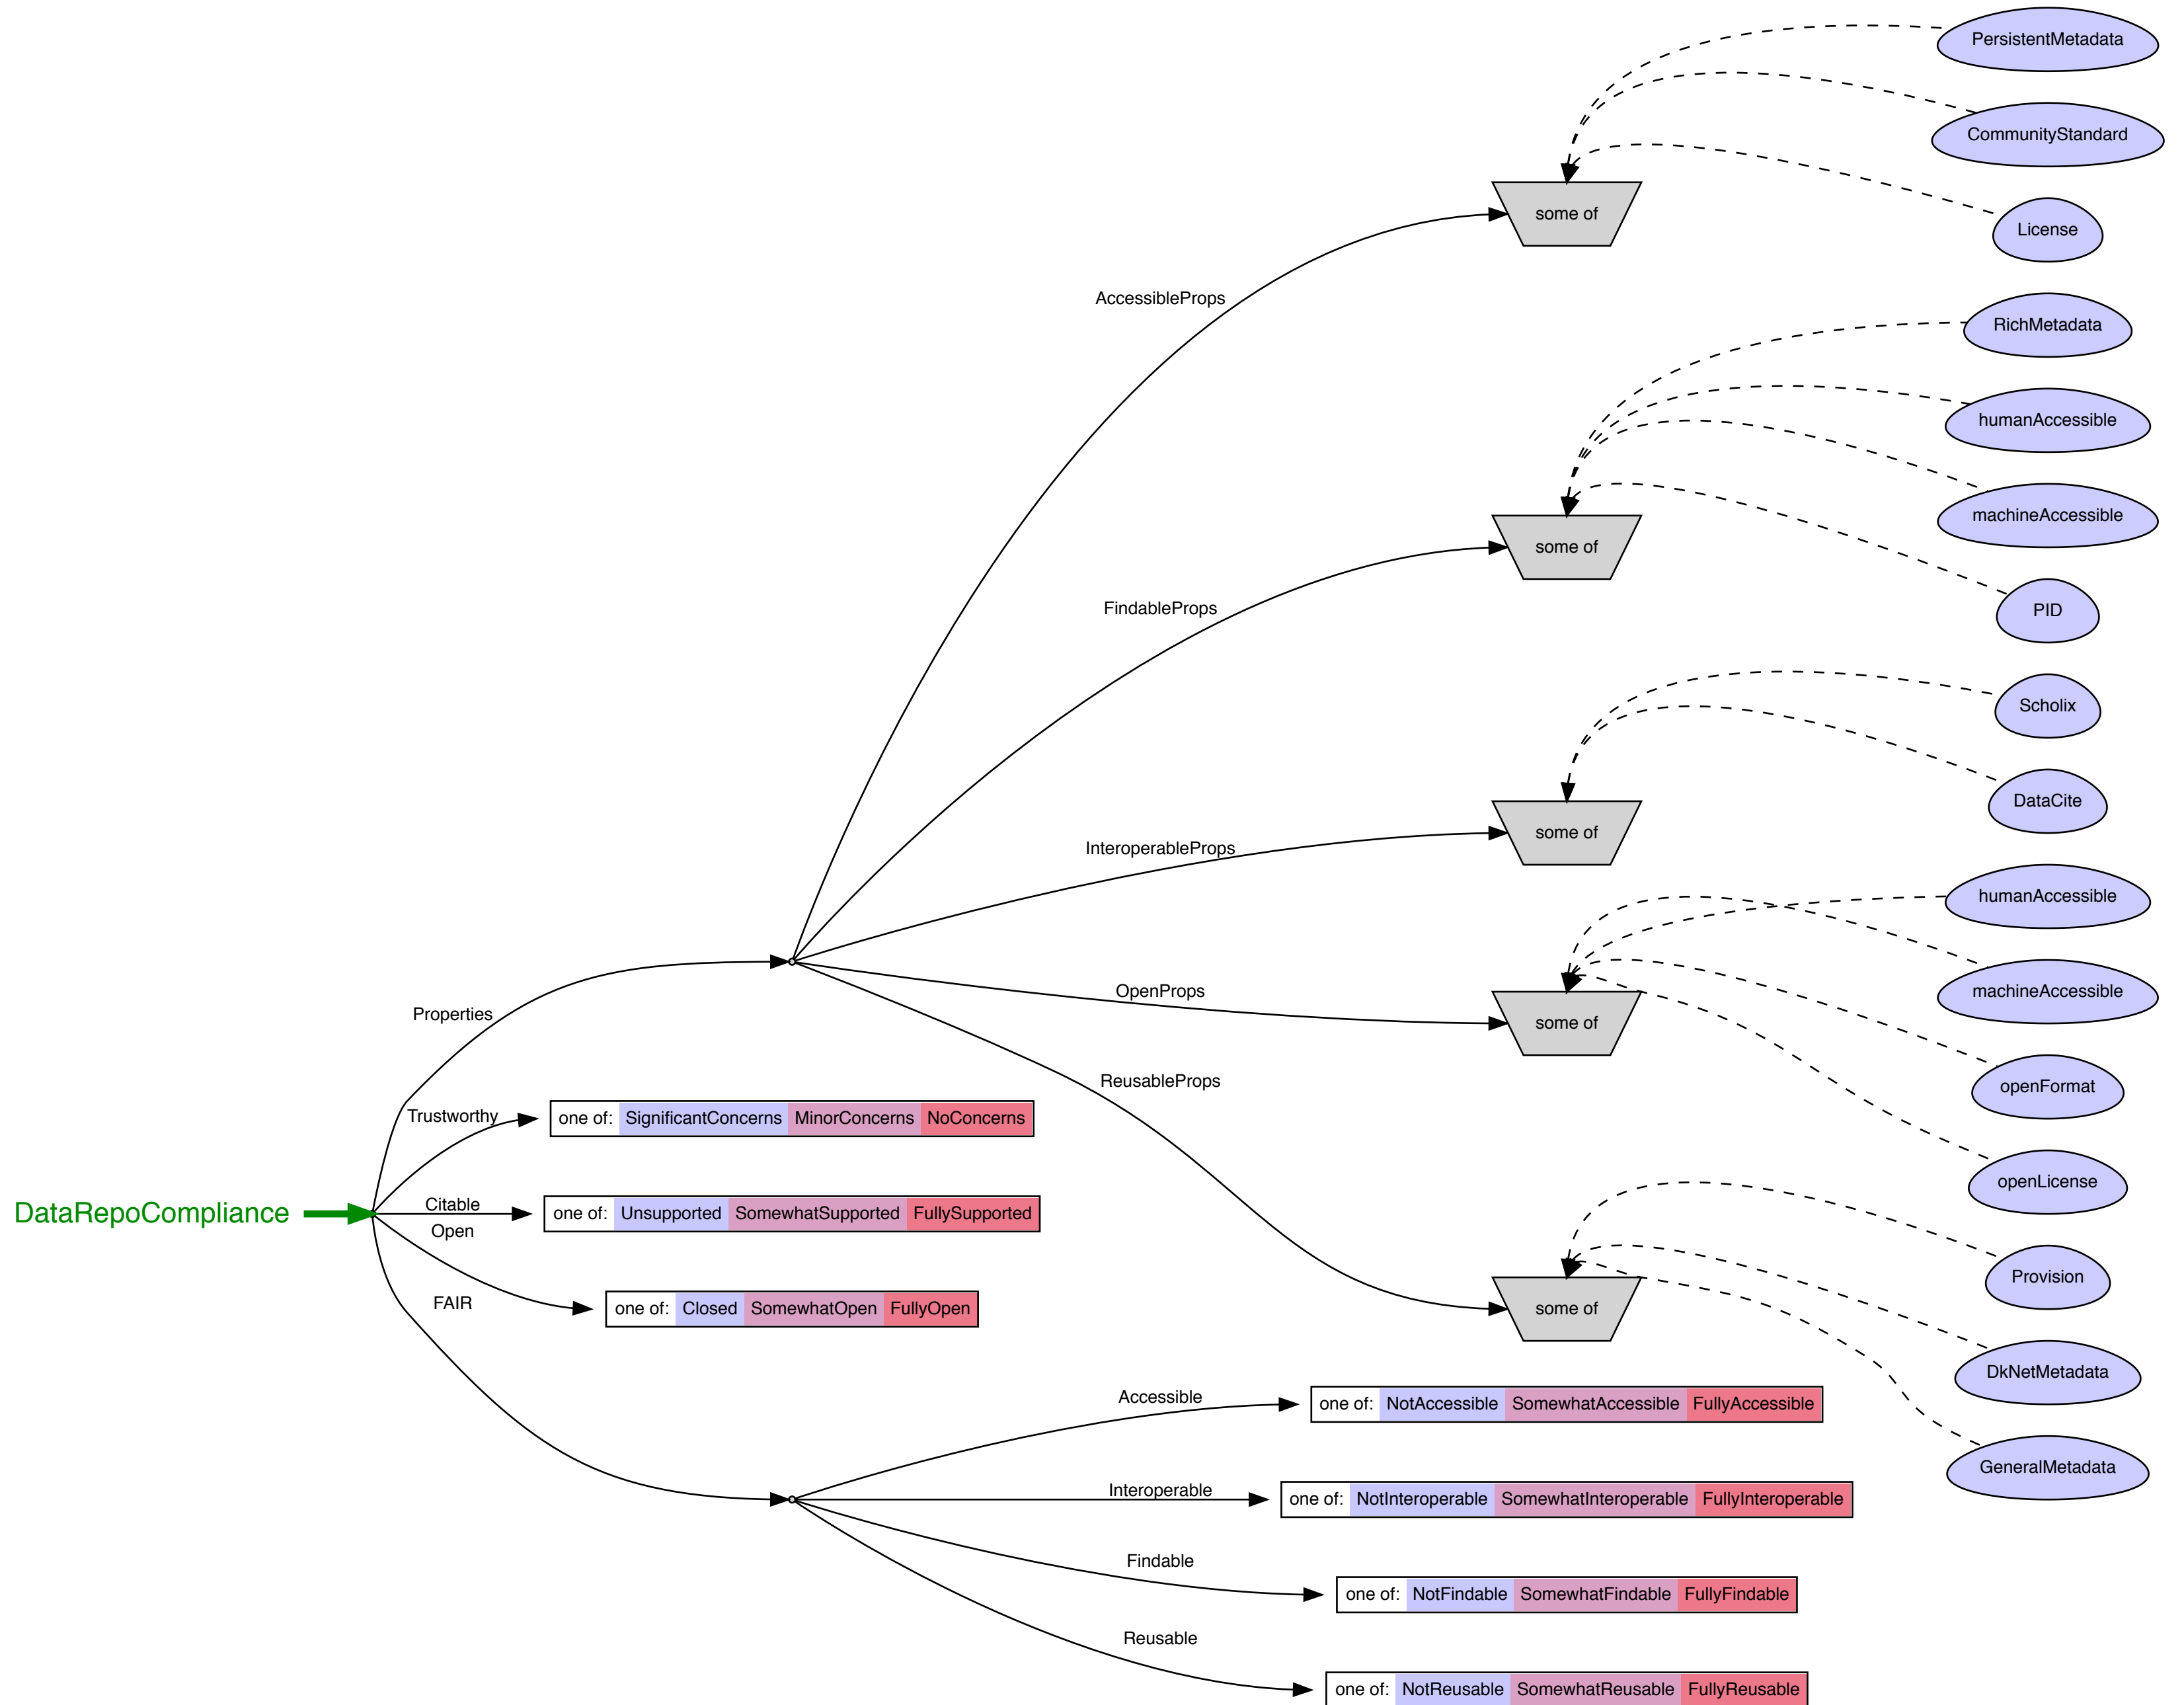 PersistentMetadata
CommunityStandard
some of
License
AccessibleProps
RichMetadata
humanAccessible
machineAccessible
some of
FindableProps
PID
Scholix
DataCite
some of
InteroperableProps
humanAccessible
machineAccessible
OpenProps
some of
Properties
openFormat
ReusableProps
Trustworthy
one of: SignificantConcerns MinorConcerns NoConcerns
openLicense
DataRepoCompliance
Citable
one of: Unsupported SomewhatSupported FullySupported
Open
Provision
FAIR
one of: Closed SomewhatOpen FullyOpen
some of
DkNetMetadata
Accessible
one of: NotAccessible SomewhatAccessible FullyAccessible
GeneralMetadata
Interoperable
one of: NotInteroperable SomewhatInteroperable FullyInteroperable
Findable
one of: NotFindable SomewhatFindable FullyFindable
Reusable
one of: NotReusable SomewhatReusable FullyReusable